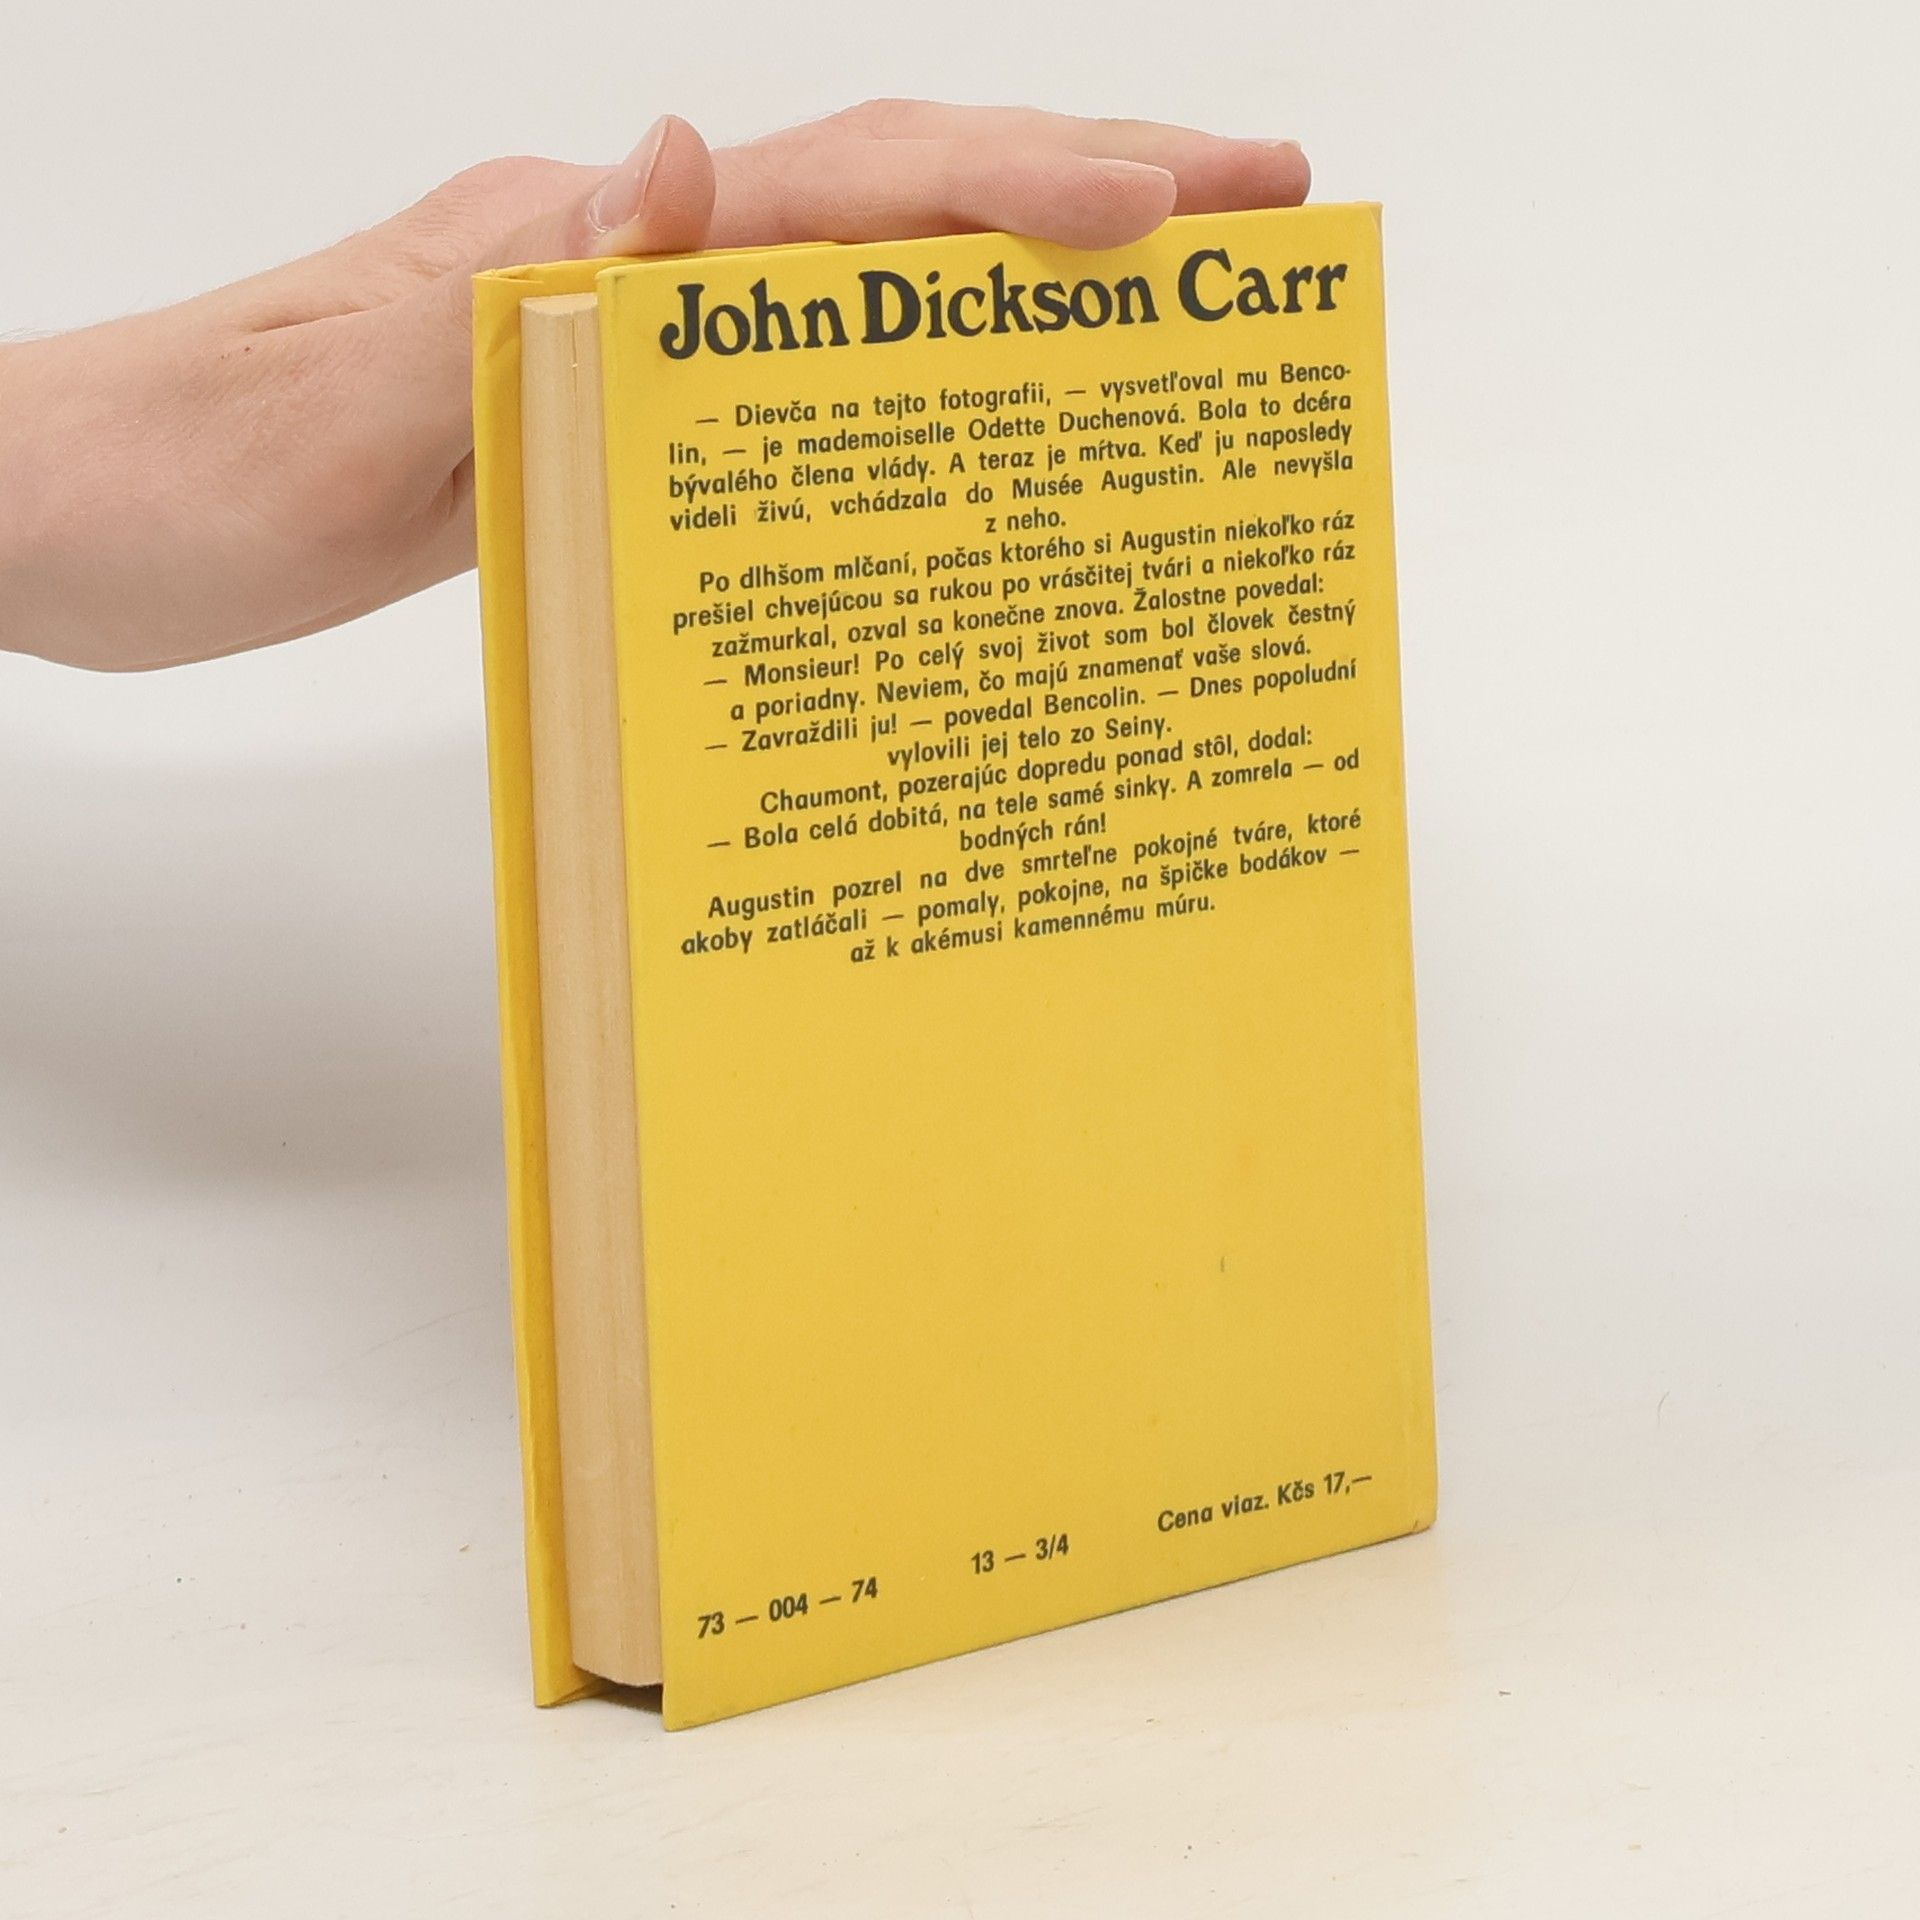 John Dickson Carr
— Dievča na tejto fotografii, — vysvetľoval mu Benco-
lin, — je mademoiselle Odette Duchenová. Bola to dcéra
bývalého člena vlády. A teraz je mŕtva. Keď ju naposledy
videli živú, vchádzala do Musée Augustin. Ale nevyšla
z neho.
Po dlhšom mlčaní, počas ktorého si Augustin niekoľko ráz
prešiel chvejúcou sa rukou po vrásčitej tvári a niekoľko ráz
zažmurkal, ozval sa konečne znova. Žalostne povedal:
— Monsieur! Po celý svoj život som bol človek čestný
a poriadny. Neviem, čo majú znamenať vaše slová.
— Zavraždili ju! — povedal Bencolin. — Dnes popoludní
vylovili jej telo zo Seiny.
Chaumont, pozerajúc dopredu ponad stôl, dodal:
— Bola celá dobitá, na tele samé sinky. A zomrela — od
bodných rán!
Augustin pozrel na dve smrteľne pokojné tváre, ktoré
akoby zatláčali — pomaly, pokojne, na špičke bodákov —
až k akémusi kamennému múru.
73 — 004 — 74 13 — 3/4 Cena viaz. Kčs 17,—